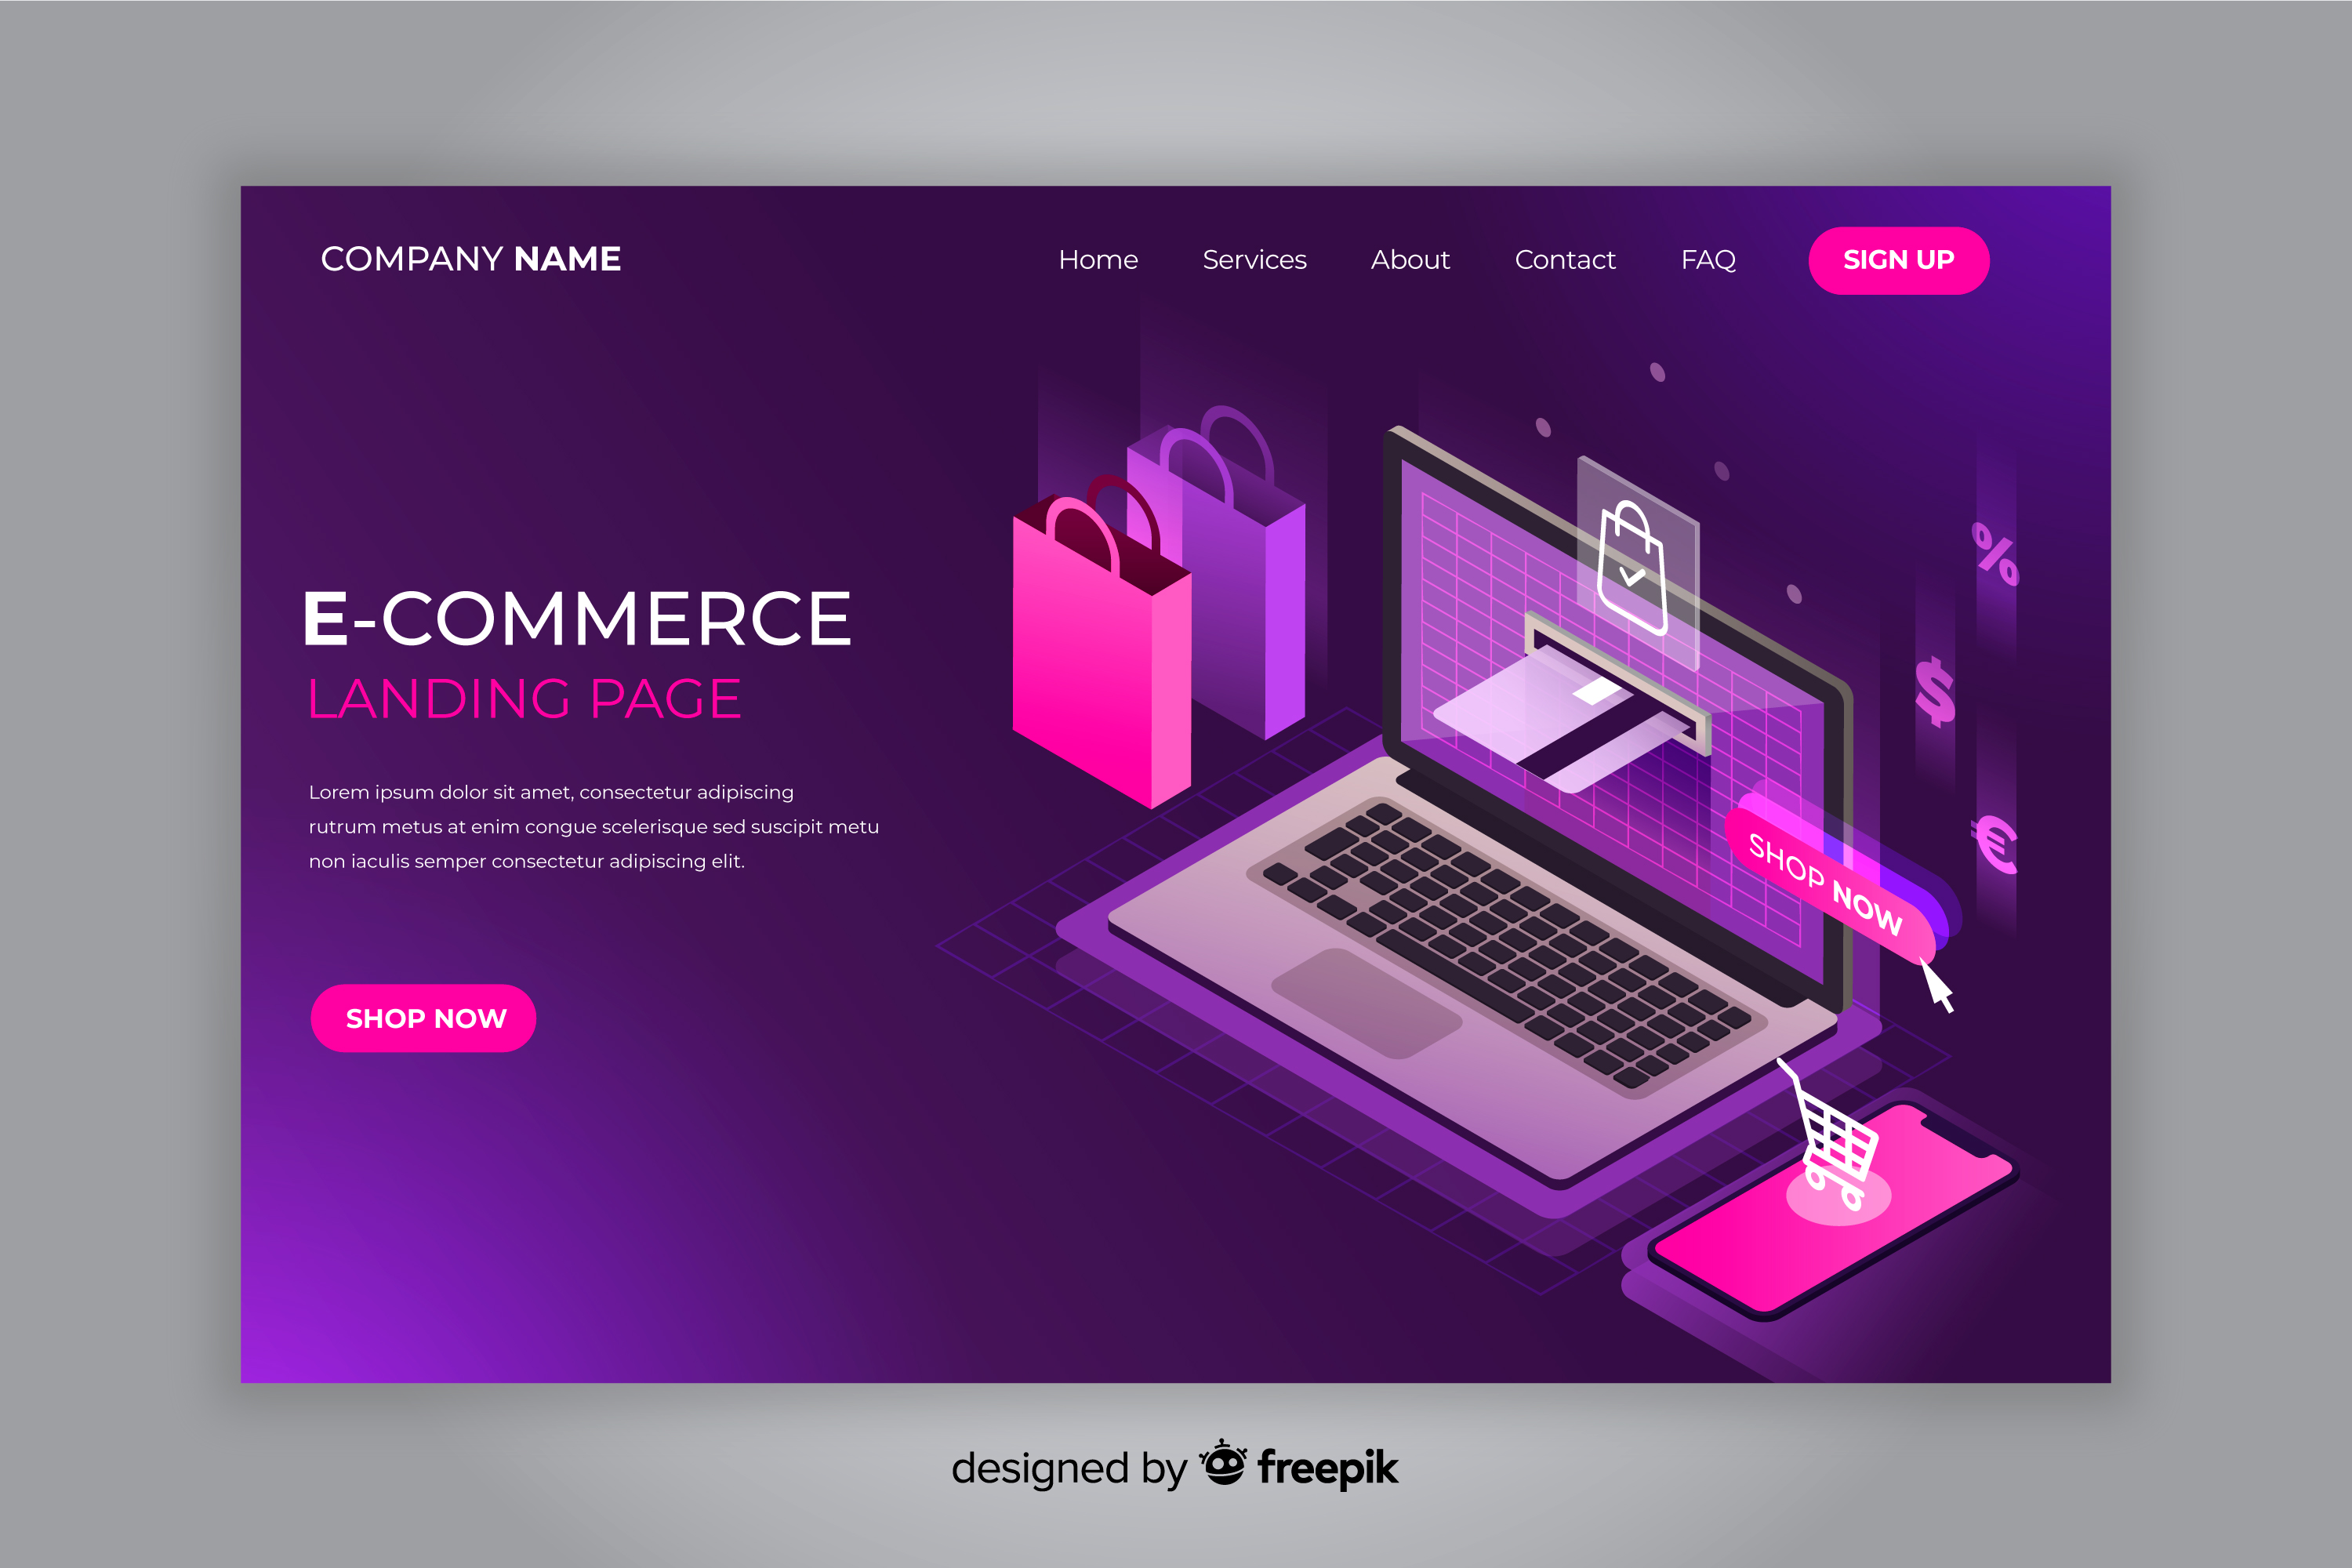 COMPANY NAME
Home Services About Contact FAQ SIGN UP
E-COMMERCE
LANDING PAGE
Lorem ipsum dolor sit amet, consectetur adipiscing
rutrum metus at enim congue scelerisque sed suscipit metu
non iaculis semper consectetur adipiscing elit.
SHOP NOW
%
$
€
SHOP NOW
designed by freepik